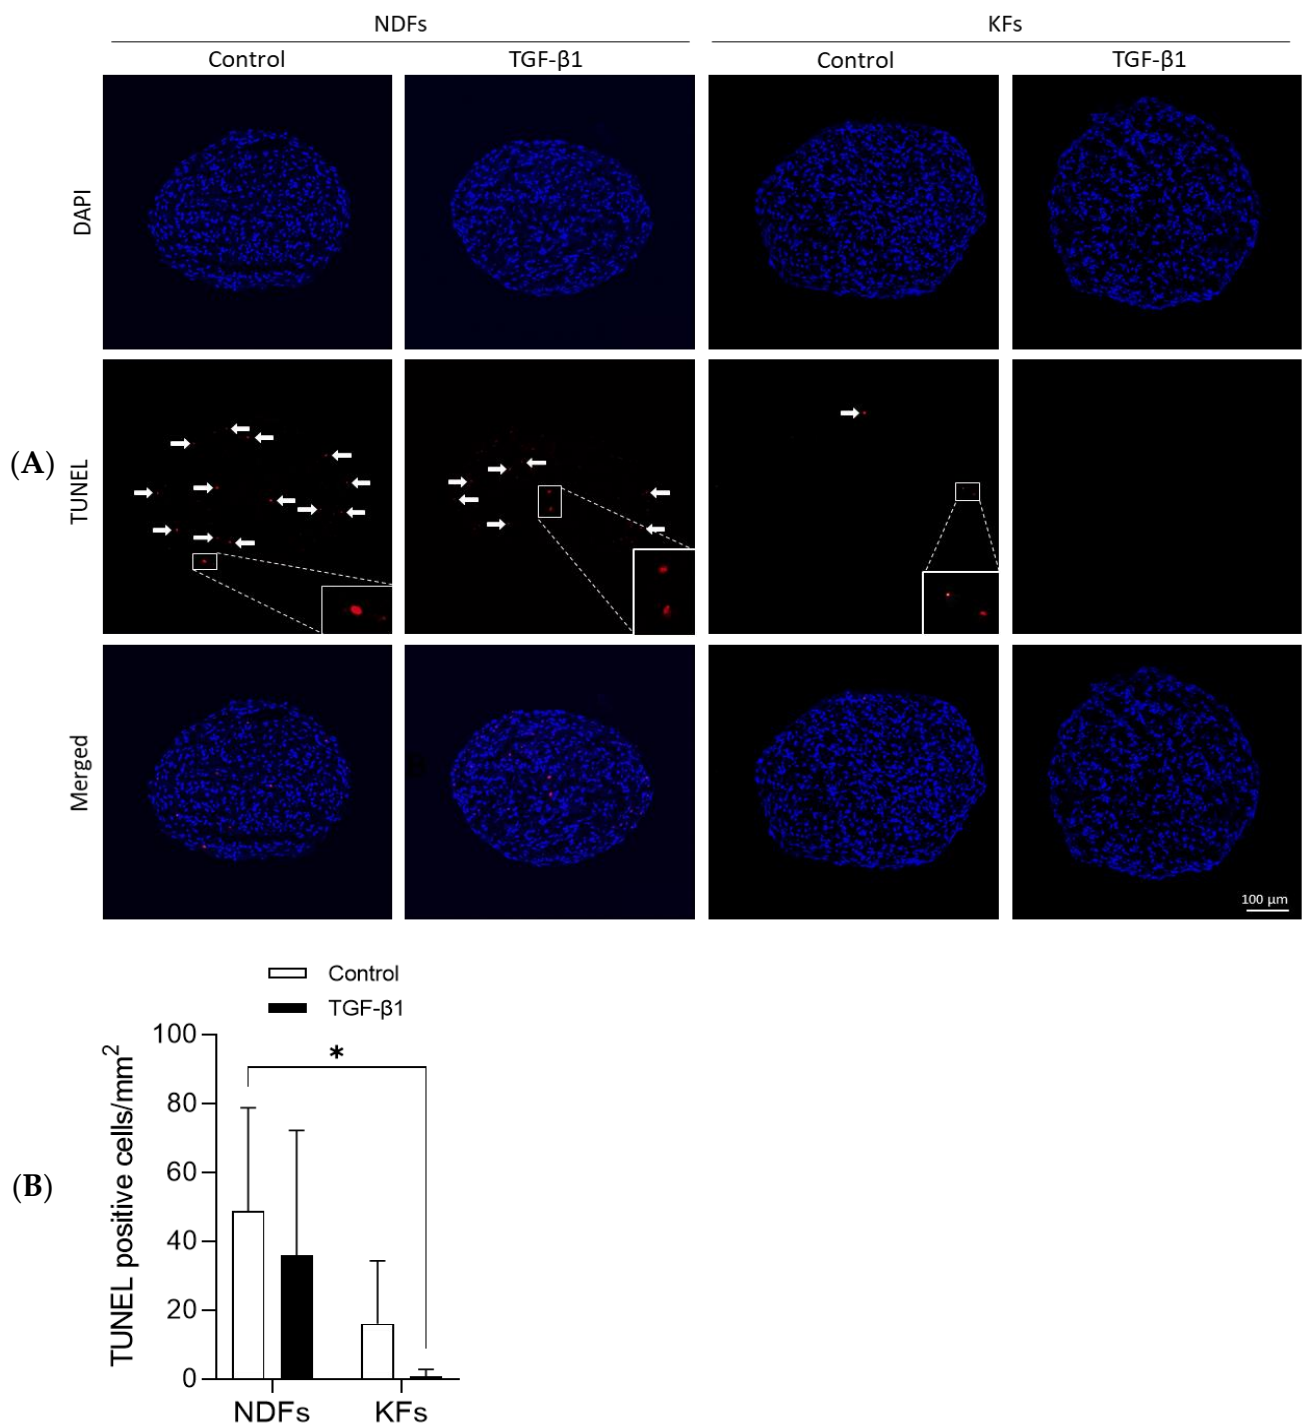 NDFs KFs
Control TGF-β1 Control TGF-β1
DAPI
(A)
TUNEL
Merged
100 µm
Control
TGF-β1
(B)
TUNEL positive cells/mm²
100
*
80
60
40
20
0
NDFs KFs